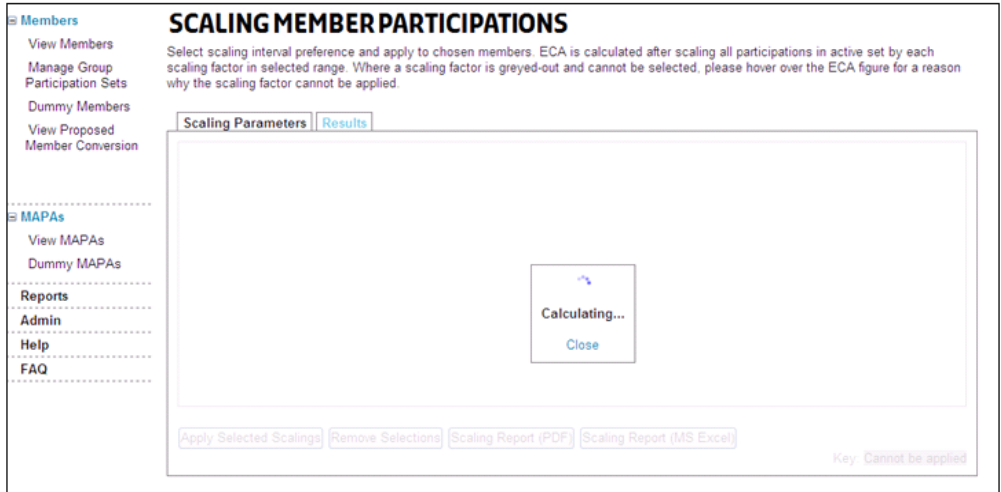 Members
View Members
Manage Group
Participation Sets
Dummy Members
View Proposed
Member Conversion
MAPAs
View MAPAs
Dummy MAPAs
Reports
Admin
Help
FAQ
SCALING MEMBER PARTICIPATIONS
Select scaling interval preference and apply to chosen members. ECA is calculated after scaling all participations in active set by each
scaling factor in selected range. Where a scaling factor is greyed-out and cannot be selected, please hover over the ECA figure for a reason
why the scaling factor cannot be applied.
Scaling Parameters Results
Calculating...
Close
Apply Selected Scalings Remove Selections Scaling Report (PDF) Scaling Report (MS Excel)
Key: Cannot be applied